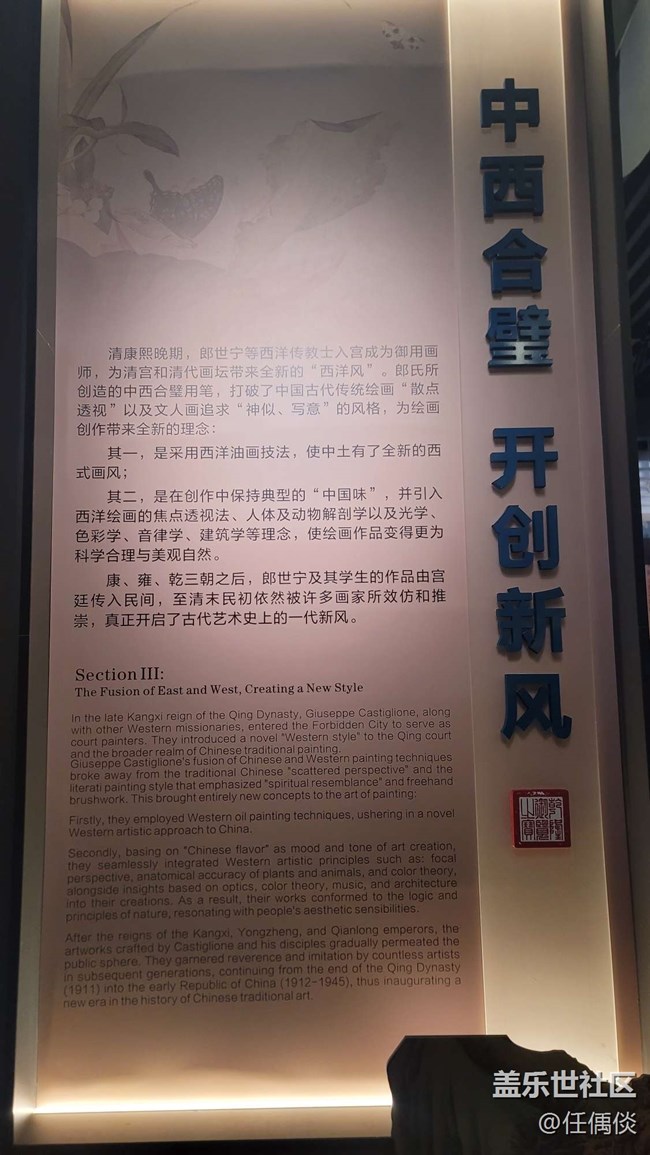 中西合璧 开创新风
乾隆御览之宝
清康熙晚期，郎世宁等西洋传教士入宫成为御用画
师，为清宫和清代画坛带来全新的“西洋风”。郎氏所
创造的中西合璧用笔，打破了中国古代传统绘画“散点
透视”以及文人画追求“神似、写意”的风格，为绘画
创作带来全新的理念：
其一，是采用西洋油画技法，使中土有了全新的西
式画风；
其二，是在创作中保持典型的“中国味”，并引入
西洋绘画的焦点透视法、人体及动物解剖学以及光学、
色彩学、音律学、建筑学等理念，使绘画作品变得更为
科学合理与美观自然。
康、雍、乾三朝之后，郎世宁及其学生的作品由宫
廷传入民间，至清末民初依然被许多画家所效仿和推
崇，真正开启了古代艺术史上的一代新风。
Section III:
The Fusion of East and West, Creating a New Style
In the late Kangxi reign of the Qing Dynasty, Giuseppe Castiglione, along
with other Western missionaries, entered the Forbidden City to serve as
court painters. They introduced a novel "Western style" to the Qing court
and the broader realm of Chinese traditional painting.
Giuseppe Castiglione's fusion of Chinese and Western painting techniques
broke away from the traditional Chinese "scattered perspective" and the
literati painting style that emphasized "spiritual resemblance" and freehand
brushwork. This brought entirely new concepts to the art of painting:
Firstly, they employed Western oil painting techniques, ushering in a novel
Western artistic approach to China.
Secondly, basing on "Chinese flavor" as mood and tone of art creation,
they seamlessly integrated Western artistic principles such as: focal
perspective, anatomical accuracy of plants and animals, and color theory,
alongside insights based on optics, color theory, music, and architecture
into their creations. As a result, their works conformed to the logic and
principles of nature, resonating with people's aesthetic sensibilities.
After the reigns of the Kangxi, Yongzheng, and Qianlong emperors, the
artworks crafted by Castiglione and his disciples gradually permeated the
public sphere. They garnered reverence and imitation by countless artists
in subsequent generations, continuing from the end of the Qing Dynasty
(1911) into the early Republic of China (1912-1945), thus inaugurating a
new era in the history of Chinese traditional art.
盖乐世社区
@任偶倓